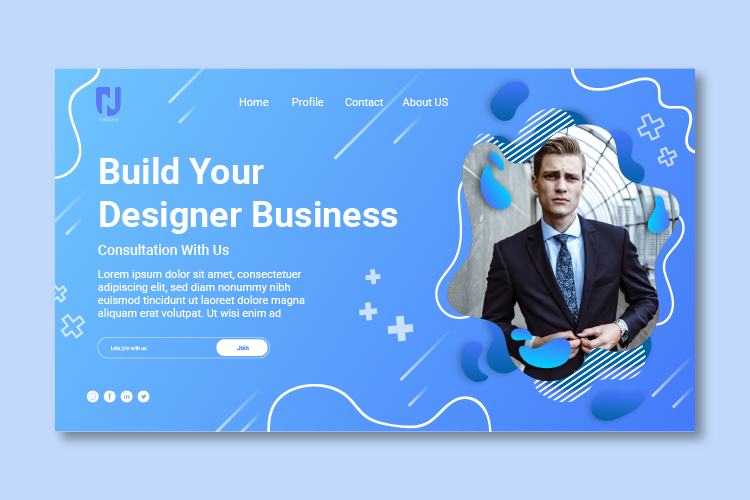 Home Profile Contact About US
Build Your
Designer Business
Consultation With Us
Lorem ipsum dolor sit amet, consectetuer
adipiscing elit, sed diam nonummy nibh
euismod tincidunt ut laoreet dolore magna
aliquam erat volutpat. Ut wisi enim ad
Lets join with us Join